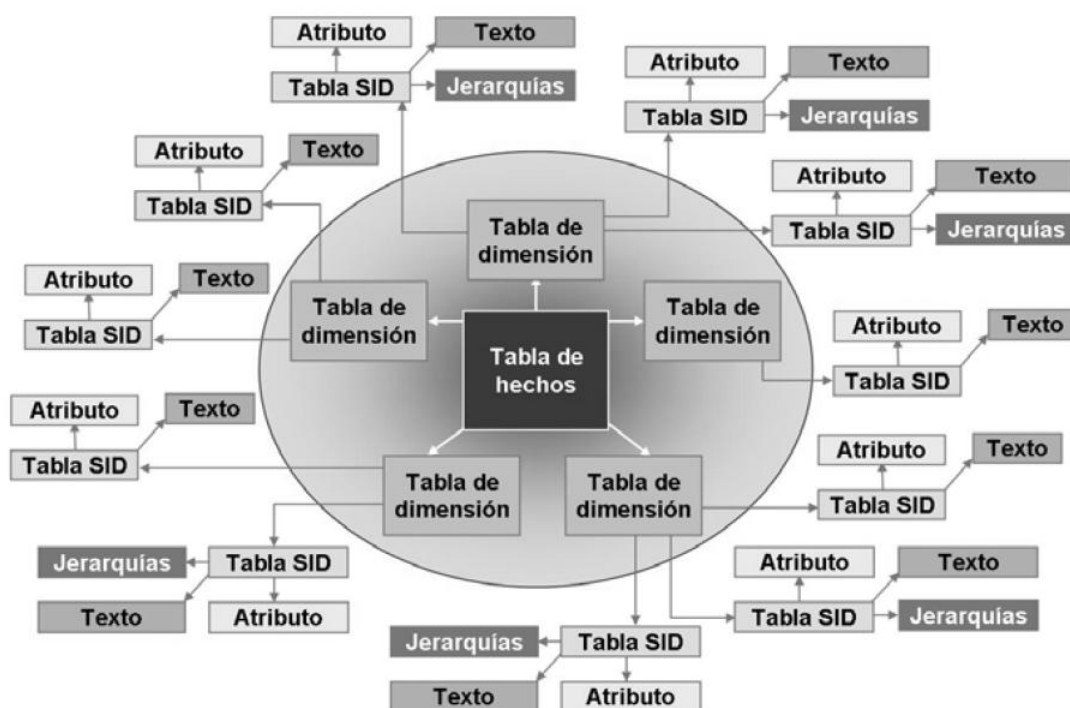 Atributo
Texto
Tabla SID
Jerarquías
Atributo
Texto
Tabla SID
Jerarquías
Atributo
Texto
Tabla SID
Atributo
Texto
Tabla SID
Jerarquías
Tabla de
dimensión
Atributo
Texto
Tabla SID
Tabla de
dimensión
Tabla de
dimensión
Atributo
Texto
Tabla SID
Tabla de
hechos
Atributo
Texto
Tabla SID
Tabla de
dimensión
Tabla de
dimensión
Atributo
Texto
Tabla SID
Jerarquías
Tabla SID
Texto
Atributo
Atributo
Texto
Tabla SID
Jerarquías
Jerarquías
Tabla SID
Texto
Atributo